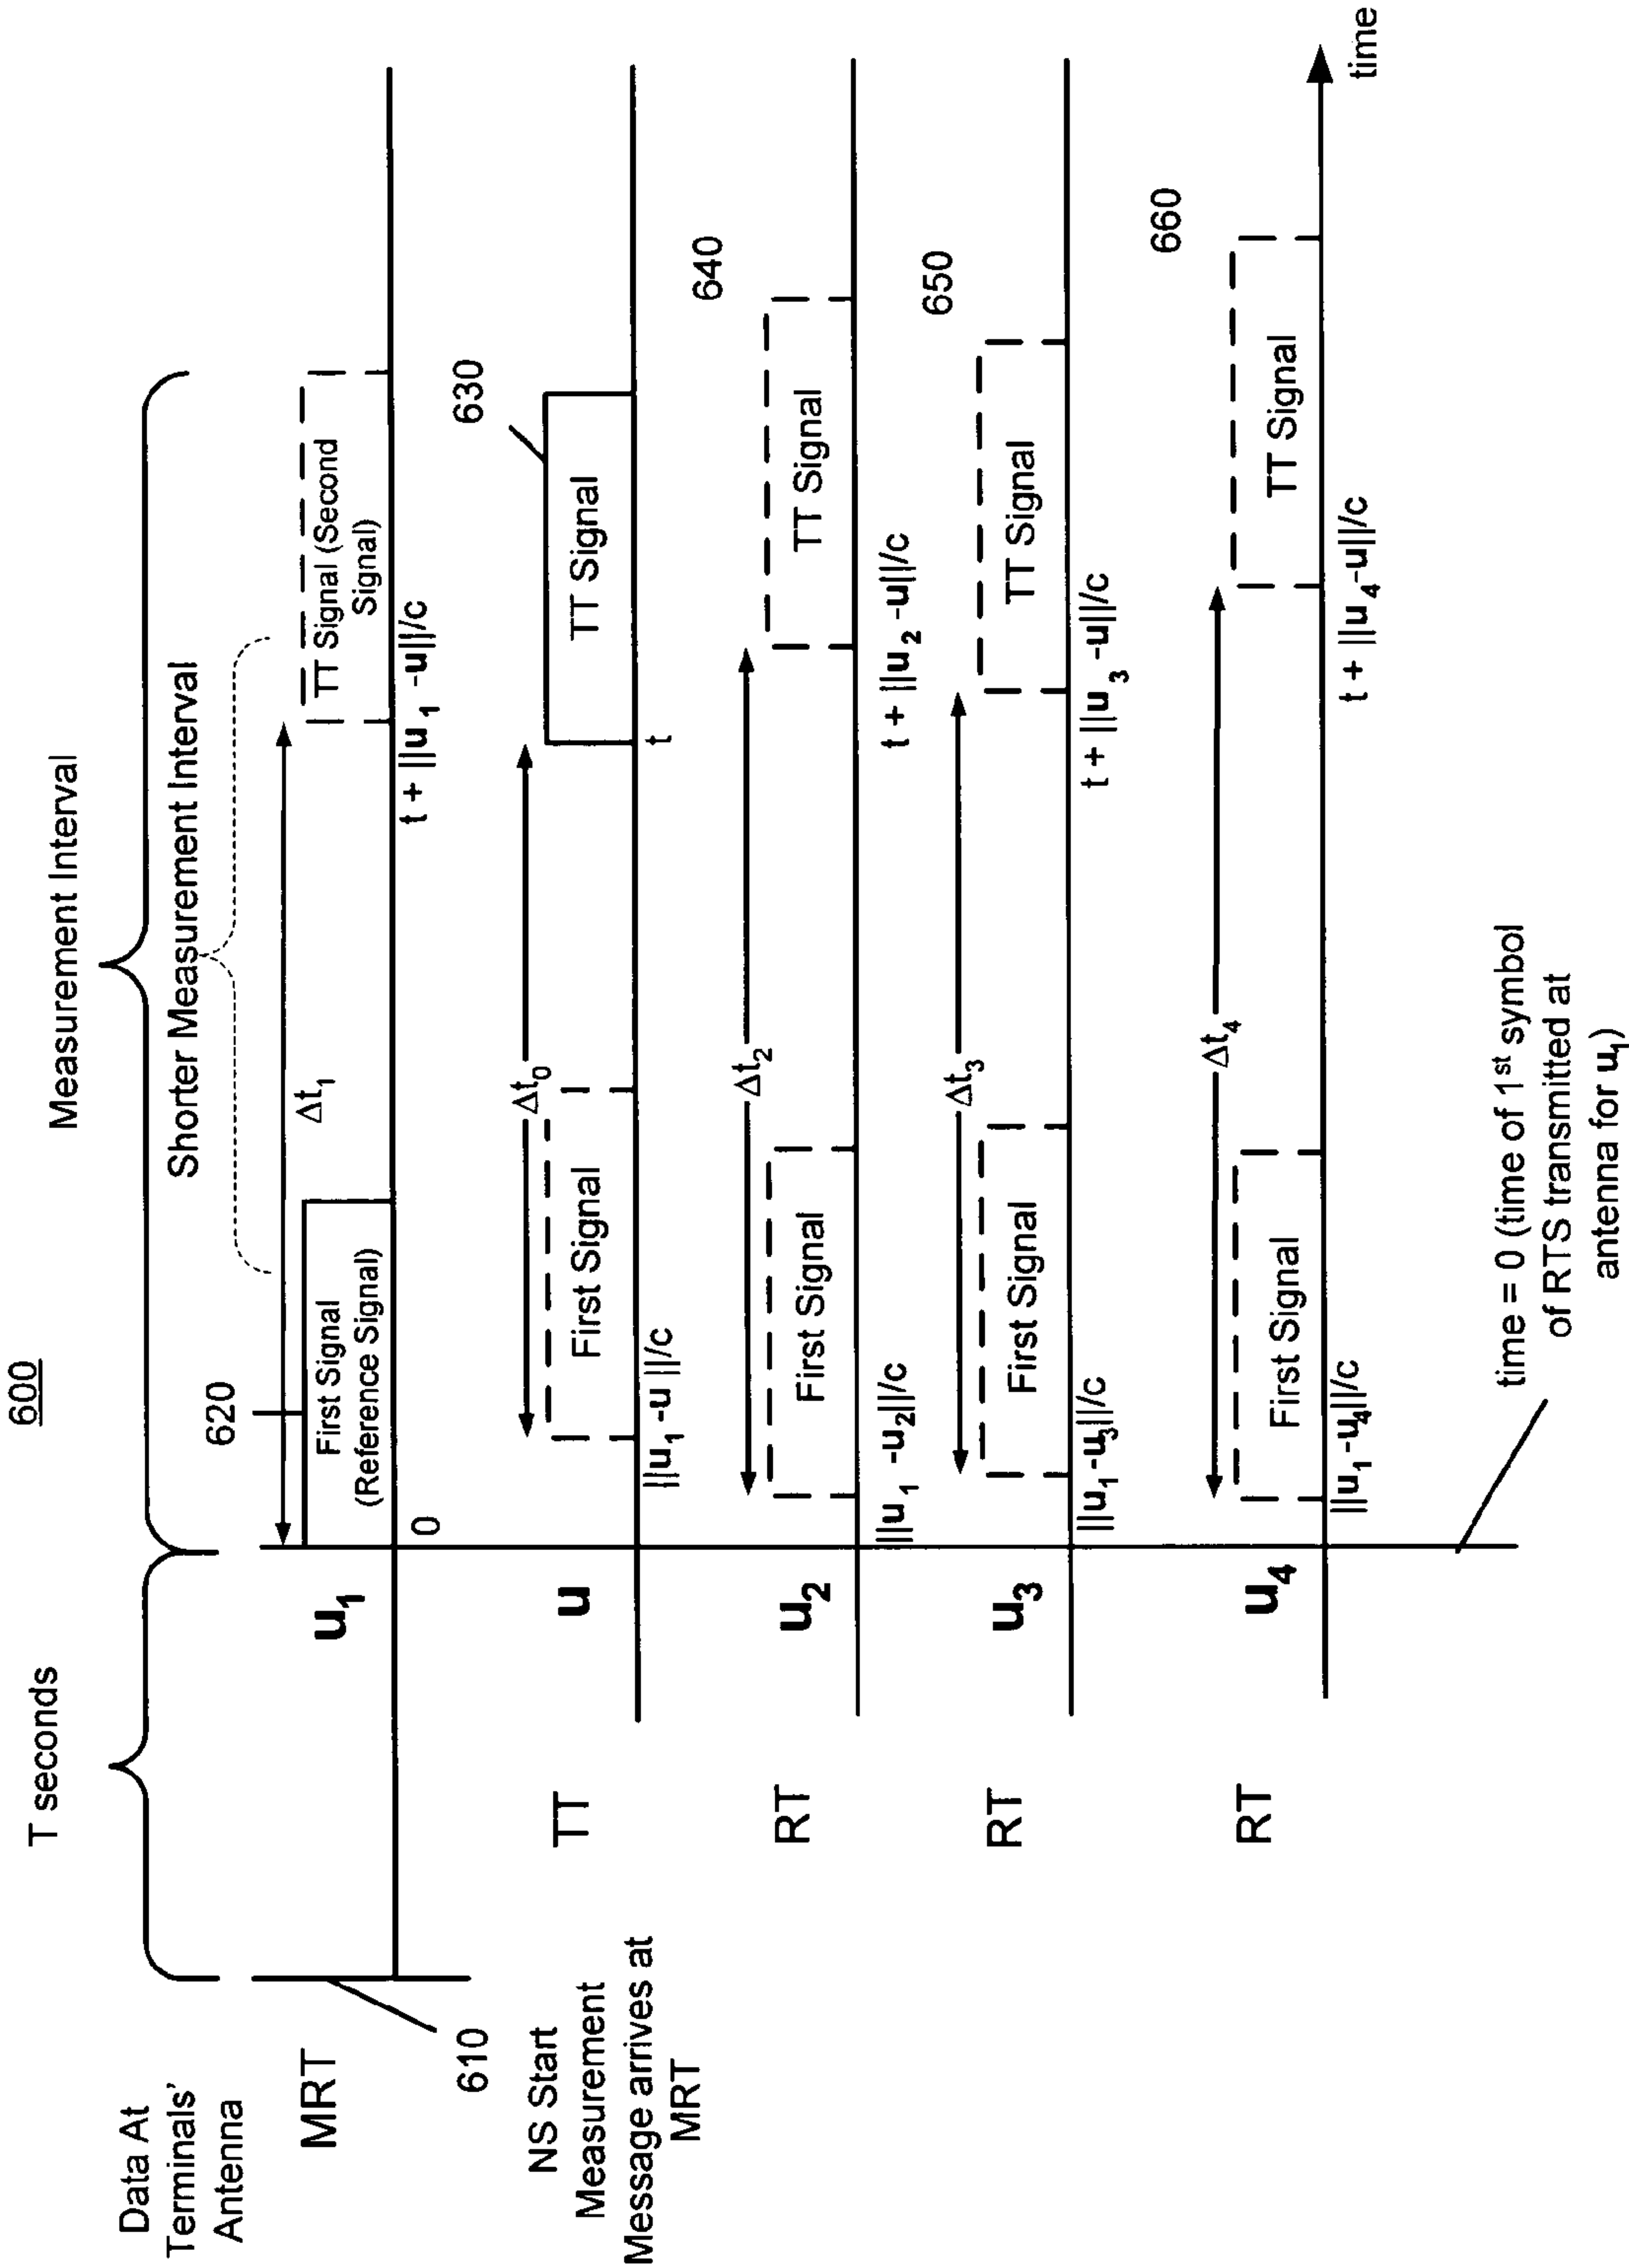 600
T seconds
Measurement Interval
Shorter Measurement Interval
Data At
Terminals'
Antenna
MRT
u1
620
First Signal
(Reference Signal)
Δt1
TT Signal (Second
Signal)
0
t + ||u1 -u||/c
610
NS Start
Measurement
Message arrives at
MRT
TT
u
First Signal
Δt0
TT Signal
630
||u1 -u ||/c
t
RT
u2
First Signal
Δt2
TT Signal
640
||u1 -u2||/c
t + ||u2 -u||/c
RT
u3
First Signal
Δt3
TT Signal
650
||u1 -u3||/c
t + ||u3 -u||/c
RT
u4
First Signal
Δt4
TT Signal
660
||u1 -u4||/c
t + ||u4 -u||/c
time
time = 0 (time of 1st symbol
of RTS transmitted at
antenna for u1)